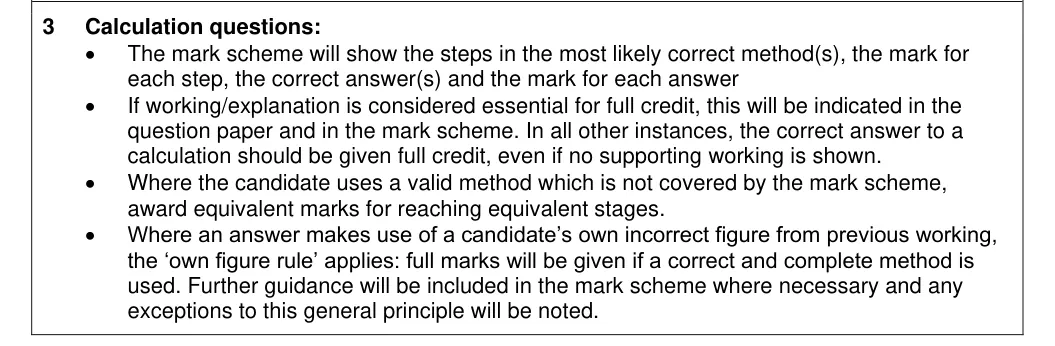 3 Calculation questions:
• The mark scheme will show the steps in the most likely correct method(s), the mark for
each step, the correct answer(s) and the mark for each answer
• If working/explanation is considered essential for full credit, this will be indicated in the
question paper and in the mark scheme. In all other instances, the correct answer to a
calculation should be given full credit, even if no supporting working is shown.
• Where the candidate uses a valid method which is not covered by the mark scheme,
award equivalent marks for reaching equivalent stages.
• Where an answer makes use of a candidate’s own incorrect figure from previous working,
the ‘own figure rule’ applies: full marks will be given if a correct and complete method is
used. Further guidance will be included in the mark scheme where necessary and any
exceptions to this general principle will be noted.